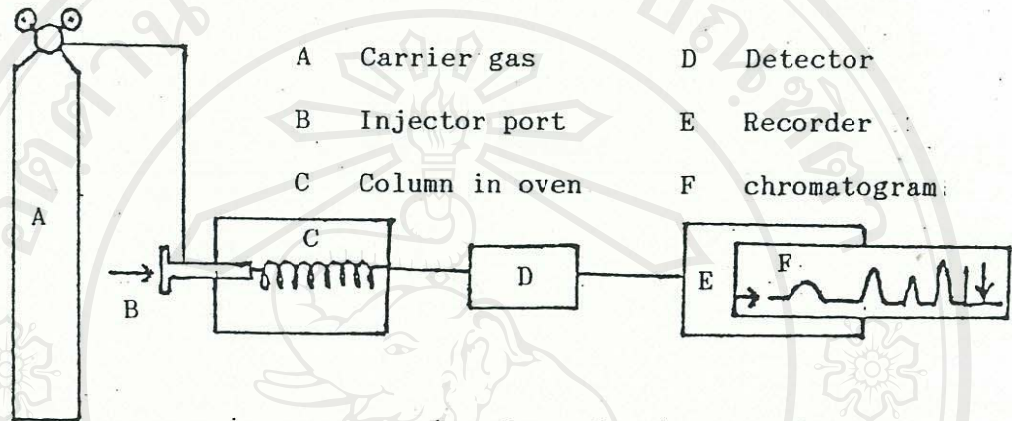 A Carrier gas D Detector
B Injector port E Recorder
C Column in oven F chromatogram
A
B
C
D
E
F